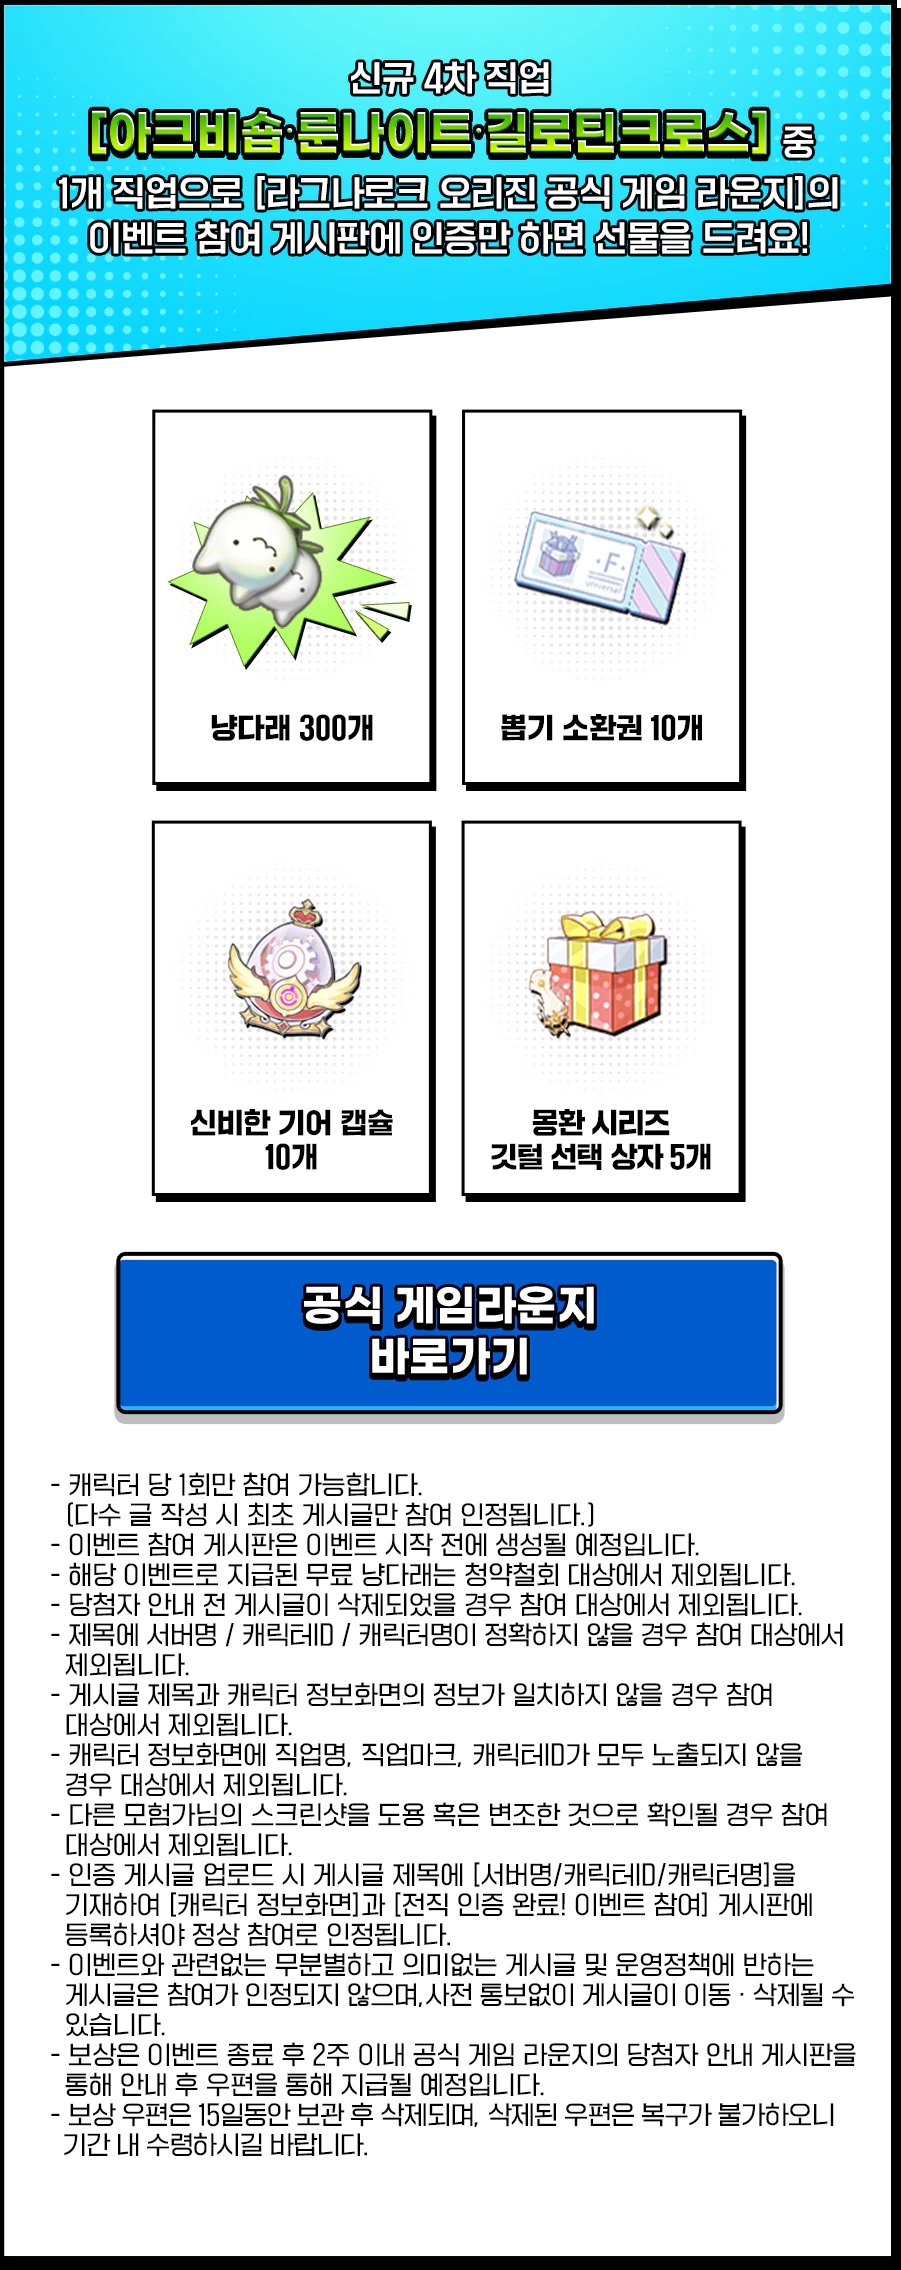 신규 4차 직업
[아크비숍·룬나이트·길로틴크로스] 중
1개 직업으로 [라그나로크 오리진 공식 게임 라운지]의
이벤트 참여 게시판에 인증만 하면 선물을 드려요!
·F·
universal
냥다래 300개
뽑기 소환권 10개
신비한 기어 캡슐
10개
몽환 시리즈
깃털 선택 상자 5개
공식 게임라운지
바로가기
- 캐릭터 당 1회만 참여 가능합니다.
(다수 글 작성 시 최초 게시글만 참여 인정됩니다.)
- 이벤트 참여 게시판은 이벤트 시작 전에 생성될 예정입니다.
- 해당 이벤트로 지급된 무료 냥다래는 청약철회 대상에서 제외됩니다.
- 당첨자 안내 전 게시글이 삭제되었을 경우 참여 대상에서 제외됩니다.
- 제목에 서버명 / 캐릭터ID / 캐릭터명이 정확하지 않을 경우 참여 대상에서
제외됩니다.
- 게시글 제목과 캐릭터 정보화면의 정보가 일치하지 않을 경우 참여
대상에서 제외됩니다.
- 캐릭터 정보화면에 직업명, 직업마크, 캐릭터ID가 모두 노출되지 않을
경우 대상에서 제외됩니다.
- 다른 모험가님의 스크린샷을 도용 혹은 변조한 것으로 확인될 경우 참여
대상에서 제외됩니다.
- 인증 게시글 업로드 시 게시글 제목에 [서버명/캐릭터ID/캐릭터명]을
기재하여 [캐릭터 정보화면]과 [전직 인증 완료! 이벤트 참여] 게시판에
등록하셔야 정상 참여로 인정됩니다.
- 이벤트와 관련없는 무분별하고 의미없는 게시글 및 운영정책에 반하는
게시글은 참여가 인정되지 않으며,사전 통보없이 게시글이 이동 · 삭제될 수
있습니다.
- 보상은 이벤트 종료 후 2주 이내 공식 게임 라운지의 당첨자 안내 게시판을
통해 안내 후 우편을 통해 지급될 예정입니다.
- 보상 우편은 15일동안 보관 후 삭제되며, 삭제된 우편은 복구가 불가하오니
기간 내 수령하시길 바랍니다.